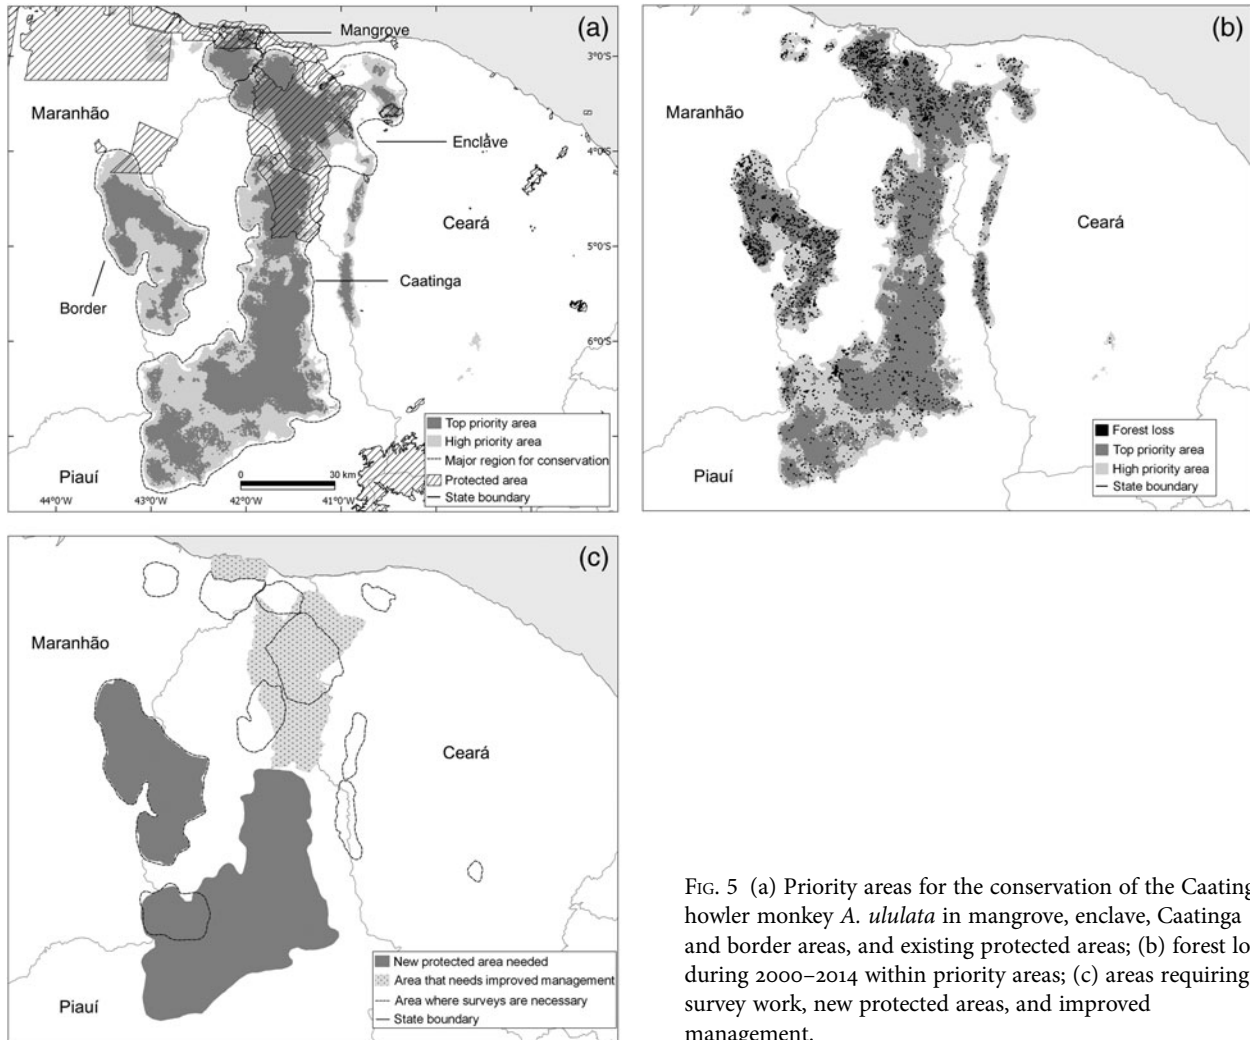 (a)
Mangrove
3°0'S
Maranhão
Enclave
4°0'S
Ceará
5°0'S
Caatinga
Border
6°0'S
Top priority area
High priority area
Major region for conservation
Protected area
State boundary
0 30 km
Piauí
44°0'W 43°0'W 42°0'W 41°0'W
(b)
Maranhão
Ceará
Forest loss
Top priority area
High priority area
State boundary
Piauí
(c)
Maranhão
Ceará
New protected area needed
Area that needs improved management
Area where surveys are necessary
State boundary
Piauí
FIG. 5 (a) Priority areas for the conservation of the Caating
howler monkey A. ululata in mangrove, enclave, Caatinga
and border areas, and existing protected areas; (b) forest lo
during 2000–2014 within priority areas; (c) areas requiring
survey work, new protected areas, and improved
management.